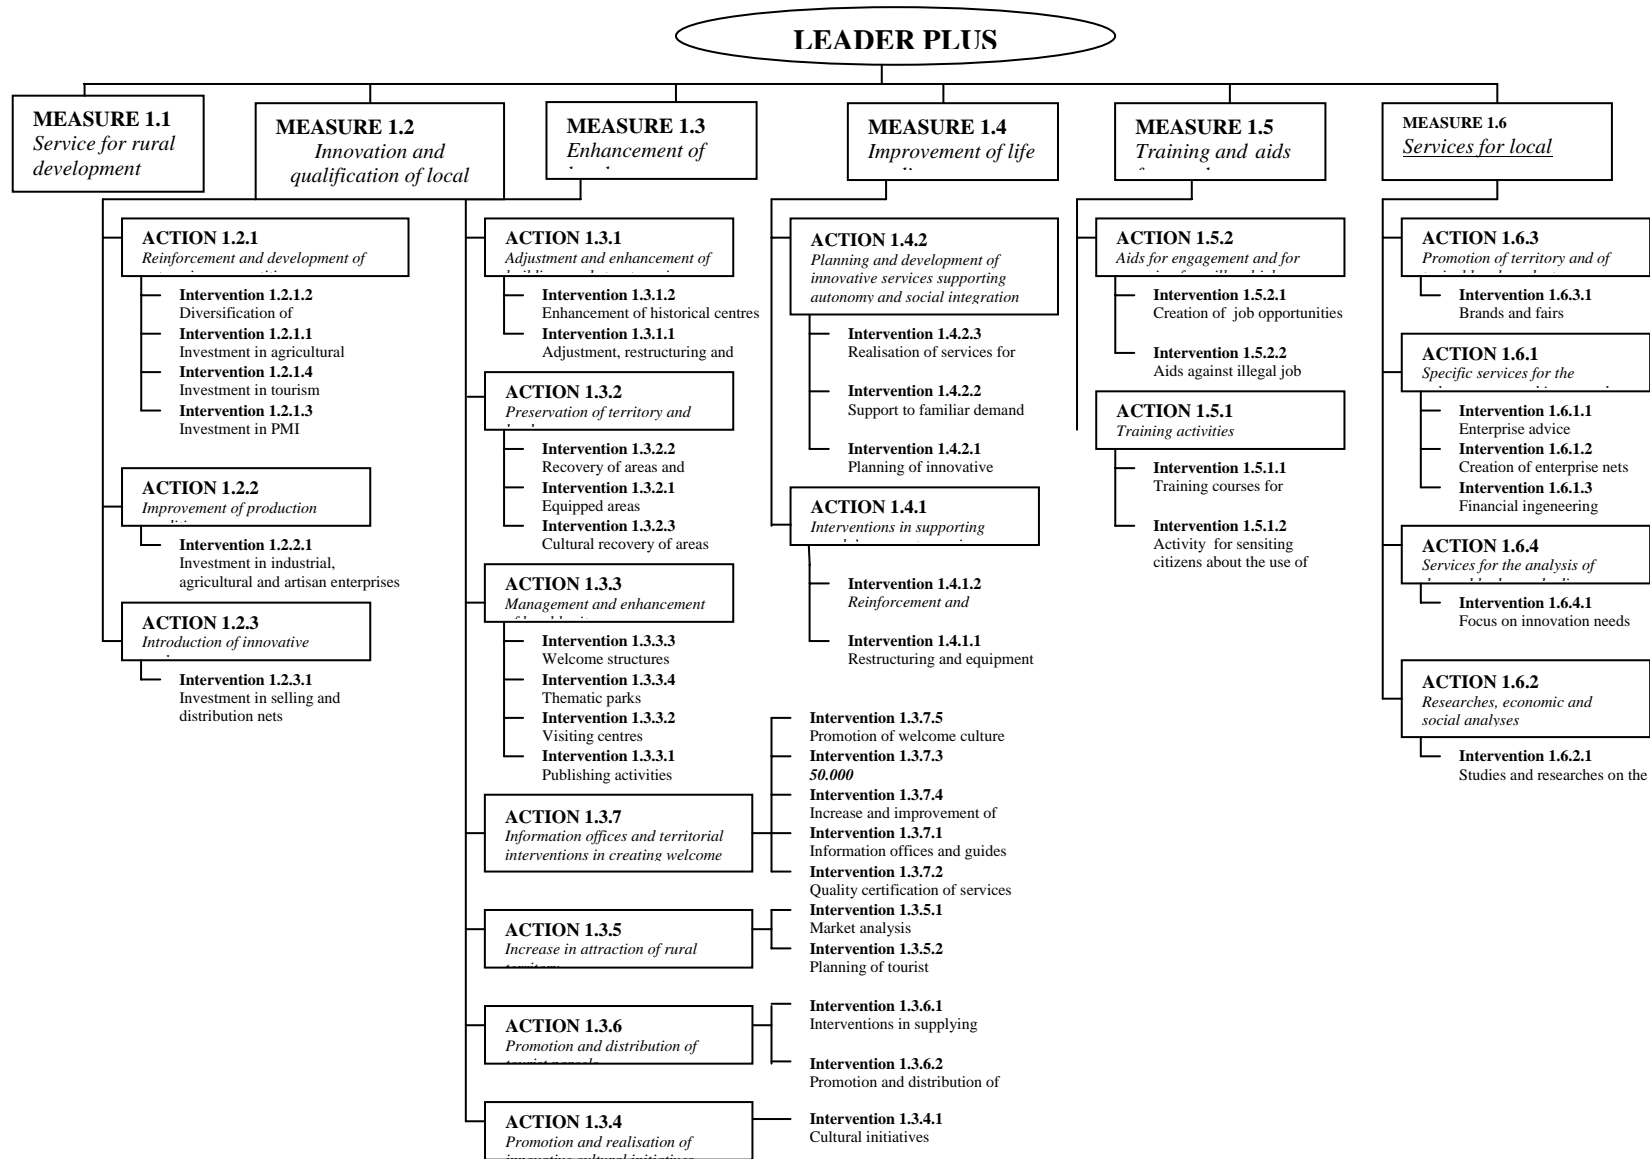 LEADER PLUS
MEASURE 1.1
Service for rural
development
MEASURE 1.2
Innovation and
qualification of local
MEASURE 1.3
Enhancement of
MEASURE 1.4
Improvement of life
MEASURE 1.5
Training and aids
MEASURE 1.6
Services for local
ACTION 1.2.1
Reinforcement and development of
Intervention 1.2.1.2
Diversification of
Intervention 1.2.1.1
Investment in agricultural
Intervention 1.2.1.4
Investment in tourism
Intervention 1.2.1.3
Investment in PMI
ACTION 1.2.2
Improvement of production
Intervention 1.2.2.1
Investment in industrial,
agricultural and artisan enterprises
ACTION 1.2.3
Introduction of innovative
Intervention 1.2.3.1
Investment in selling and
distribution nets
ACTION 1.3.1
Adjustment and enhancement of
Intervention 1.3.1.2
Enhancement of historical centres
Intervention 1.3.1.1
Adjustment, restructuring and
ACTION 1.3.2
Preservation of territory and
Intervention 1.3.2.2
Recovery of areas and
Intervention 1.3.2.1
Equipped areas
Intervention 1.3.2.3
Cultural recovery of areas
ACTION 1.3.3
Management and enhancement
Intervention 1.3.3.3
Welcome structures
Intervention 1.3.3.4
Thematic parks
Intervention 1.3.3.2
Visiting centres
Intervention 1.3.3.1
Publishing activities
ACTION 1.3.7
Information offices and territorial
interventions in creating welcome
Intervention 1.3.7.5
Promotion of welcome culture
Intervention 1.3.7.3
50.000
Intervention 1.3.7.4
Increase and improvement of
Intervention 1.3.7.1
Information offices and guides
Intervention 1.3.7.2
Quality certification of services
ACTION 1.3.5
Increase in attraction of rural
Intervention 1.3.5.1
Market analysis
Intervention 1.3.5.2
Planning of tourist
ACTION 1.3.6
Promotion and distribution of
Intervention 1.3.6.1
Interventions in supplying
Intervention 1.3.6.2
Promotion and distribution of
ACTION 1.3.4
Promotion and realisation of
Intervention 1.3.4.1
Cultural initiatives
ACTION 1.4.2
Planning and development of
innovative services supporting
autonomy and social integration
Intervention 1.4.2.3
Realisation of services for
Intervention 1.4.2.2
Support to familiar demand
Intervention 1.4.2.1
Planning of innovative
ACTION 1.4.1
Interventions in supporting
Intervention 1.4.1.2
Reinforcement and
Intervention 1.4.1.1
Restructuring and equipment
ACTION 1.5.2
Aids for engagement and for
Intervention 1.5.2.1
Creation of job opportunities
Intervention 1.5.2.2
Aids against illegal job
ACTION 1.5.1
Training activities
Intervention 1.5.1.1
Training courses for
Intervention 1.5.1.2
Activity for sensiting
citizens about the use of
ACTION 1.6.3
Promotion of territory and of
Intervention 1.6.3.1
Brands and fairs
ACTION 1.6.1
Specific services for the
Intervention 1.6.1.1
Enterprise advice
Intervention 1.6.1.2
Creation of enterprise nets
Intervention 1.6.1.3
Financial ingeneering
ACTION 1.6.4
Services for the analysis of
Intervention 1.6.4.1
Focus on innovation needs
ACTION 1.6.2
Researches, economic and
social analyses
Intervention 1.6.2.1
Studies and researches on the